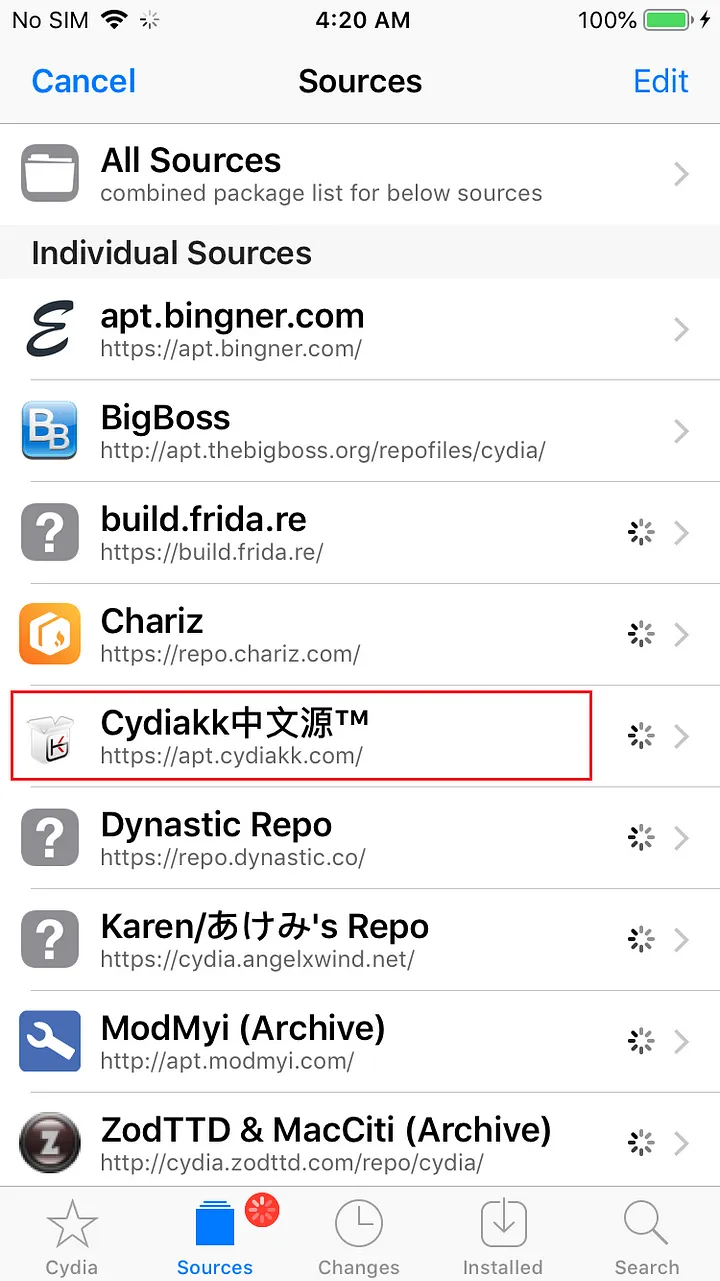 No SIM 4:20 AM 100%
Cancel Sources Edit
All Sources
combined package list for below sources
Individual Sources
apt.bingner.com
https://apt.bingner.com/
BigBoss
http://apt.thebigboss.org/repofiles/cydia/
build.frida.re
https://build.frida.re/
Chariz
https://repo.chariz.com/
Cydiakk中文源™
https://apt.cydiakk.com/
Dynastic Repo
https://repo.dynastic.co/
Karen/あけみ's Repo
https://cydia.angelxwind.net/
ModMyi (Archive)
http://apt.modmyi.com/
ZodTTD & MacCiti (Archive)
http://cydia.zodttd.com/repo/cydia/
Cydia Sources Changes Installed Search